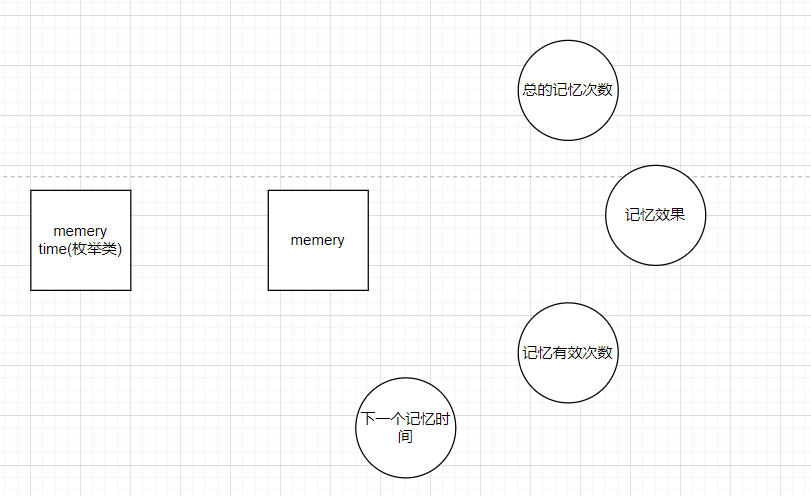 总的记忆次数
记忆效果
memery
time(枚举类)
memery
记忆有效次数
下一个记忆时
间